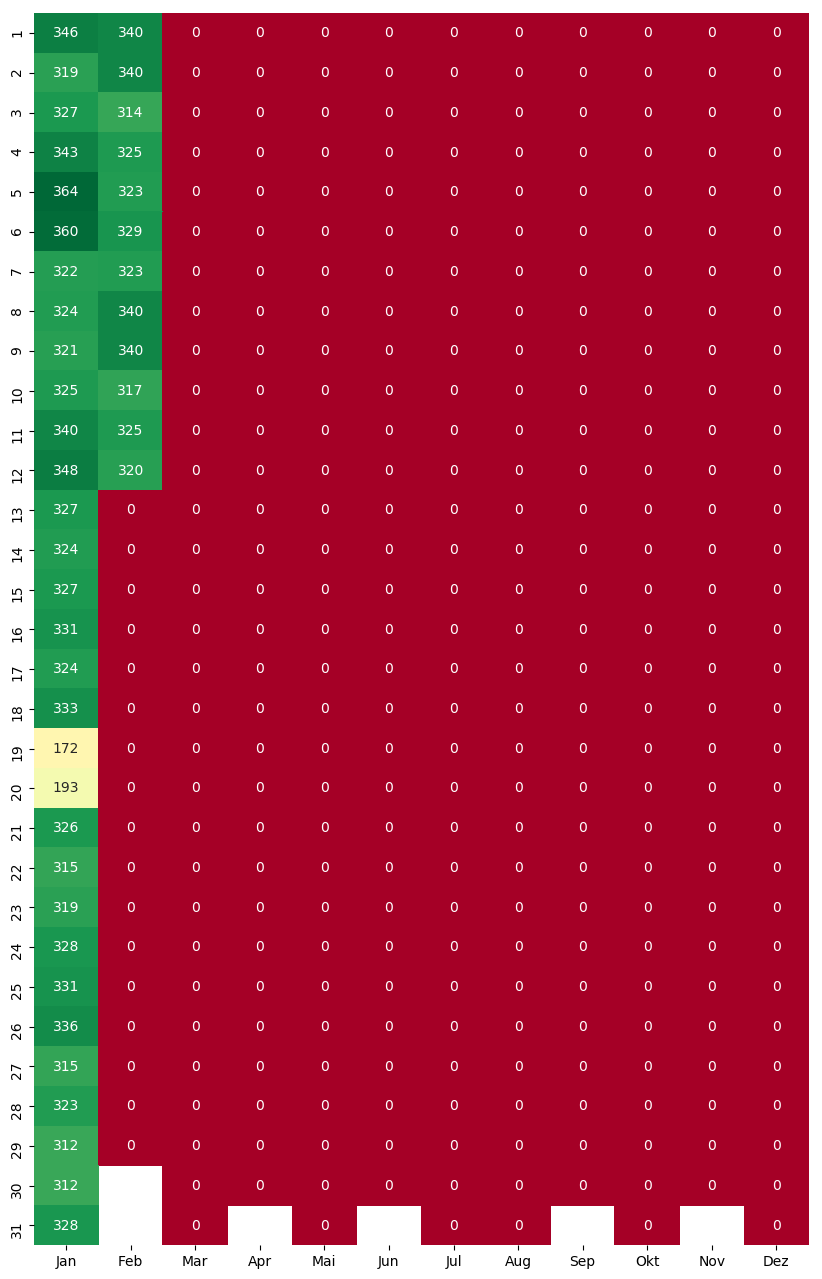 1 346 340 0 0 0 0 0 0 0 0 0 0
2 319 340 0 0 0 0 0 0 0 0 0 0
3 327 314 0 0 0 0 0 0 0 0 0 0
4 343 325 0 0 0 0 0 0 0 0 0 0
5 364 323 0 0 0 0 0 0 0 0 0 0
6 360 329 0 0 0 0 0 0 0 0 0 0
7 322 323 0 0 0 0 0 0 0 0 0 0
8 324 340 0 0 0 0 0 0 0 0 0 0
9 321 340 0 0 0 0 0 0 0 0 0 0
10 325 317 0 0 0 0 0 0 0 0 0 0
11 340 325 0 0 0 0 0 0 0 0 0 0
12 348 320 0 0 0 0 0 0 0 0 0 0
13 327 0 0 0 0 0 0 0 0 0 0 0
14 324 0 0 0 0 0 0 0 0 0 0 0
15 327 0 0 0 0 0 0 0 0 0 0 0
16 331 0 0 0 0 0 0 0 0 0 0 0
17 324 0 0 0 0 0 0 0 0 0 0 0
18 333 0 0 0 0 0 0 0 0 0 0 0
19 172 0 0 0 0 0 0 0 0 0 0 0
20 193 0 0 0 0 0 0 0 0 0 0 0
21 326 0 0 0 0 0 0 0 0 0 0 0
22 315 0 0 0 0 0 0 0 0 0 0 0
23 319 0 0 0 0 0 0 0 0 0 0 0
24 328 0 0 0 0 0 0 0 0 0 0 0
25 331 0 0 0 0 0 0 0 0 0 0 0
26 336 0 0 0 0 0 0 0 0 0 0 0
27 315 0 0 0 0 0 0 0 0 0 0 0
28 323 0 0 0 0 0 0 0 0 0 0 0
29 312 0 0 0 0 0 0 0 0 0 0 0
30 312 0 0 0 0 0 0 0 0 0 0
31 328 0 0 0 0 0 0
Jan Feb Mar Apr Mai Jun Jul Aug Sep Okt Nov Dez